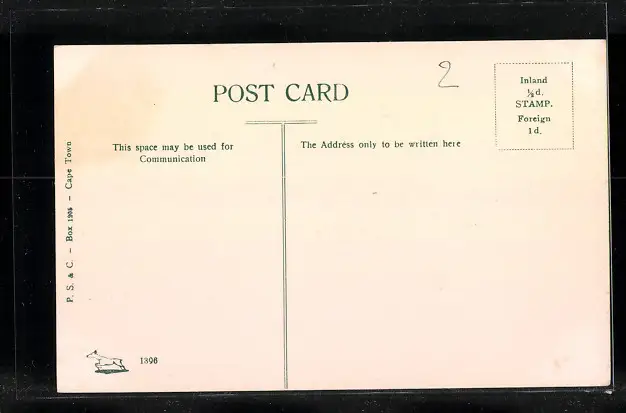 POST CARD
2
Inland
½d.
STAMP.
Foreign
1d.
This space may be used for
Communication
The Address only to be written here
P. S. & C. – Box 1306 – Cape Town
1396